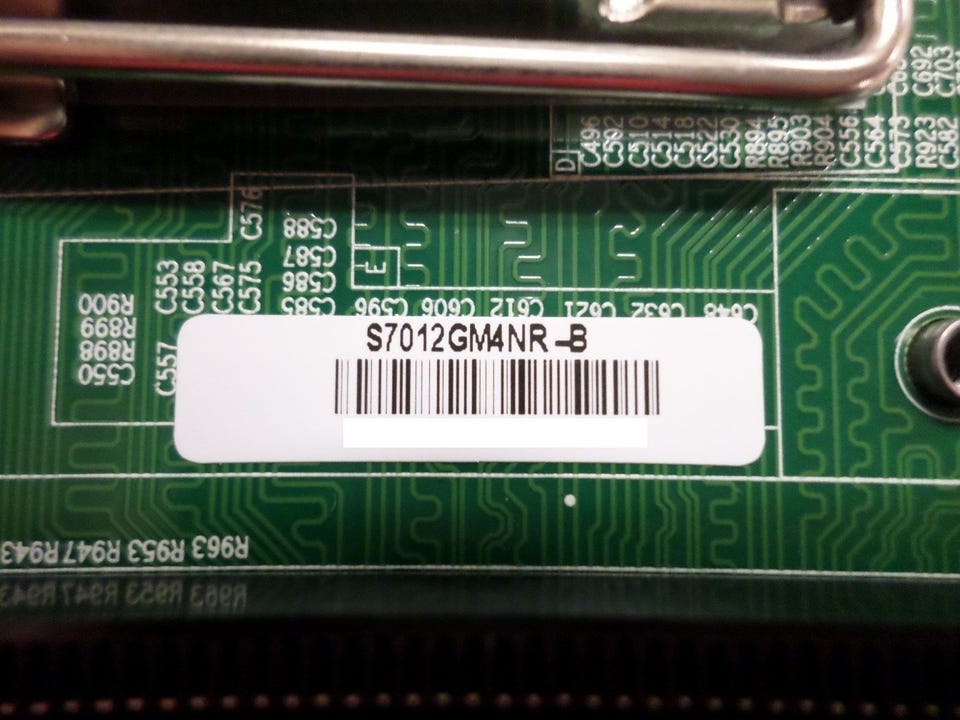 C692
C703
C496
C502
C510
C514
C518
C522
C530
R894
R895
R903
R904
C556
C564
C573
R923
C582
D
C576
C588
C587
C586
C585
E
C553
C558
C567
C575
R900
R899
R898
C550
C557
C596 C606 C612 C621 C632 C648
S7012GM4NR-B
R943 R947 R953 R963